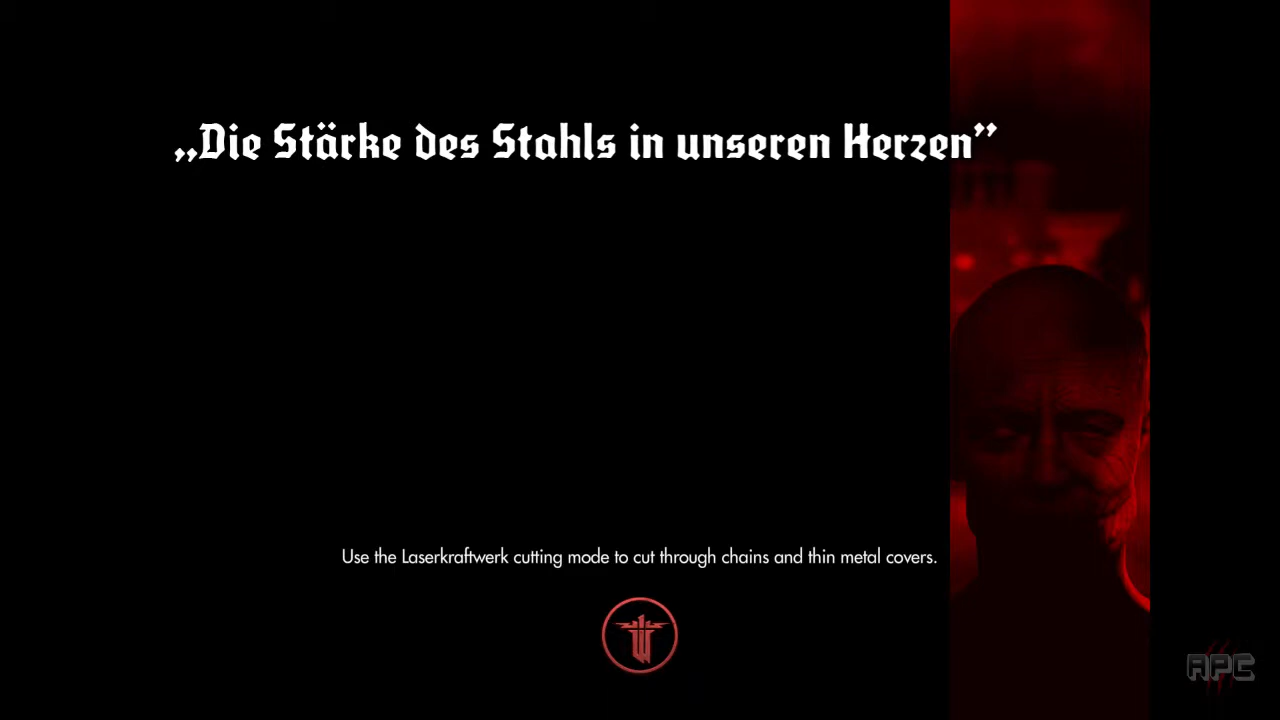 „Die Stärke des Stahls in unseren Herzen”
Use the Laserkraftwerk cutting mode to cut through chains and thin metal covers.
APC